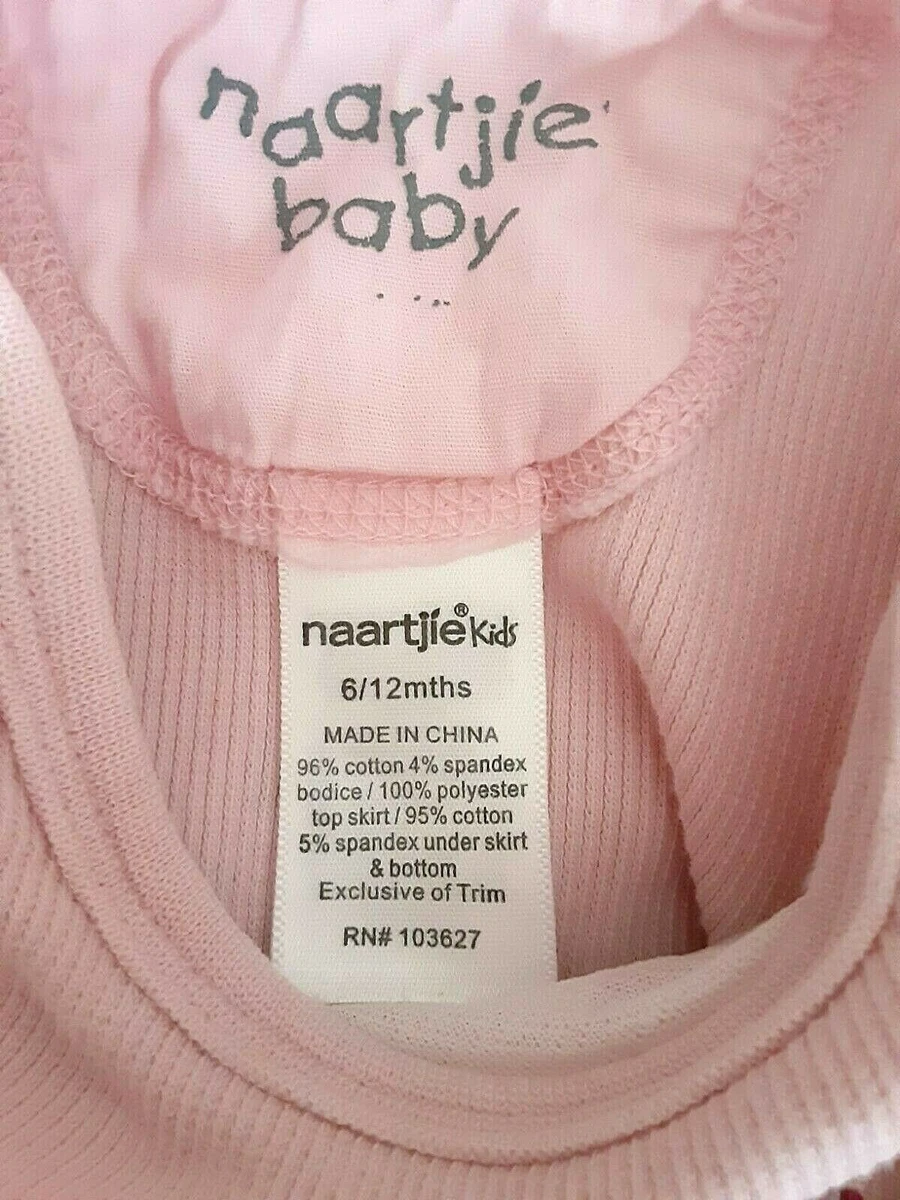 naartjie
baby
naartjie® Kids
6/12mths
MADE IN CHINA
96% cotton 4% spandex
bodice / 100% polyester
top skirt / 95% cotton
5% spandex under skirt
& bottom
Exclusive of Trim
RN# 103627